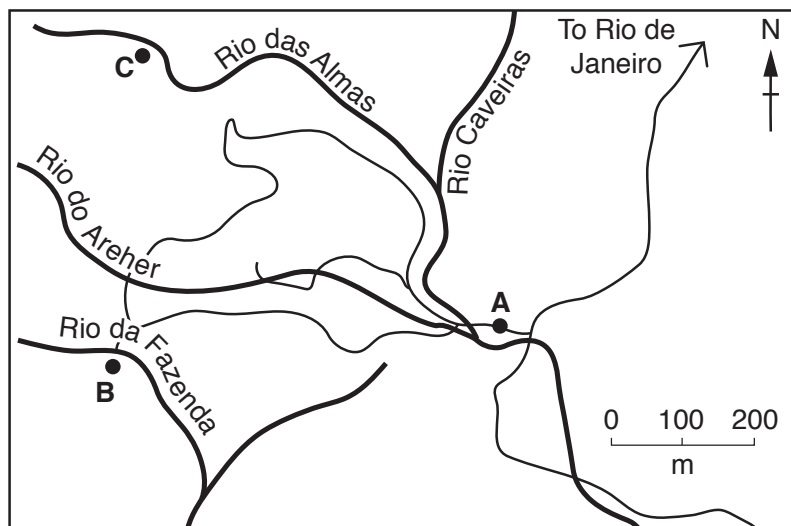 To Rio de
Janeiro
N
C
Rio das Almas
Rio Caveiras
Rio do
Areher
A
Rio da Fazenda
B
0 100 200
m